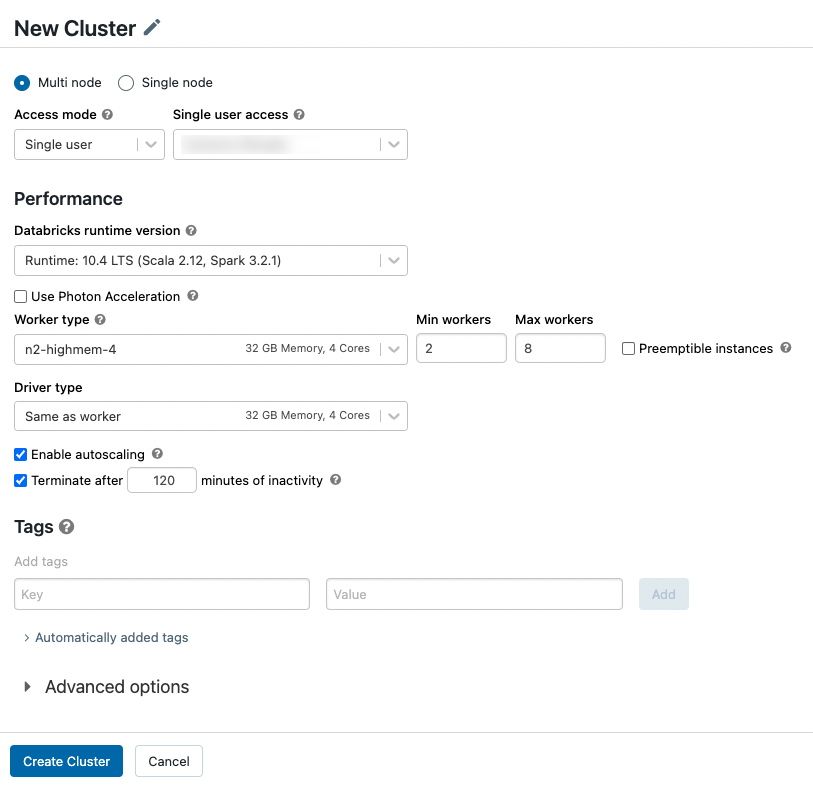 New Cluster
Multi node Single node
Access mode Single user access
Single user
Performance
Databricks runtime version
Runtime: 10.4 LTS (Scala 2.12, Spark 3.2.1)
Use Photon Acceleration
Worker type Min workers Max workers
n2-highmem-4 32 GB Memory, 4 Cores 2 8 Preemptible instances
Driver type
Same as worker 32 GB Memory, 4 Cores
Enable autoscaling
Terminate after 120 minutes of inactivity
Tags
Add tags
Key Value Add
Automatically added tags
Advanced options
Create Cluster Cancel